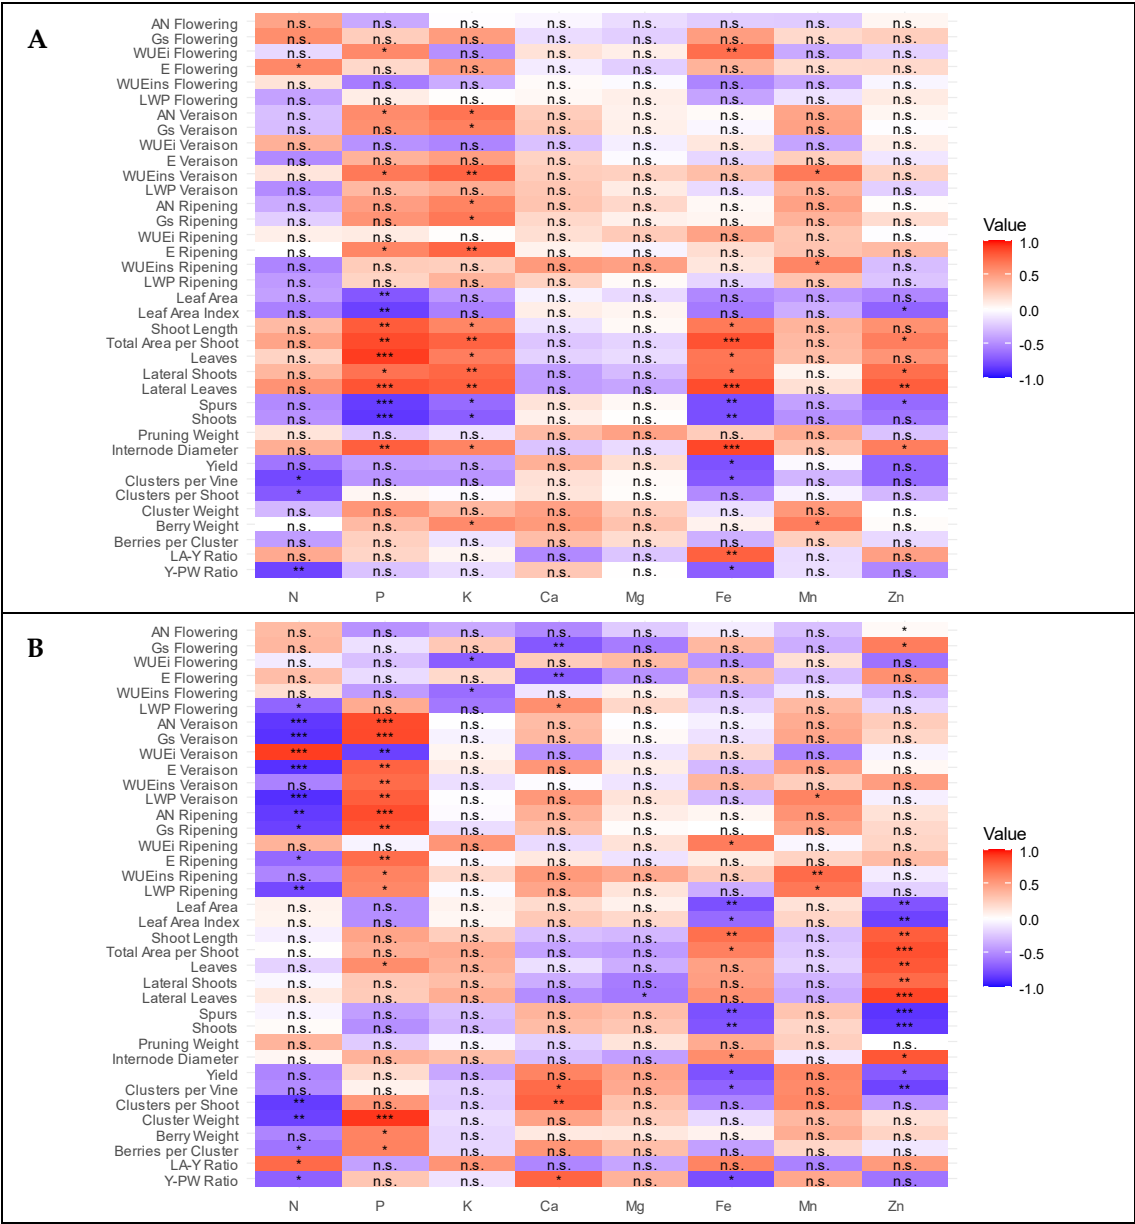 A
AN Flowering n.s. n.s. n.s. n.s. n.s. n.s. n.s. n.s.
Gs Flowering n.s. n.s. n.s. n.s. n.s. n.s. n.s. n.s.
WUEi Flowering n.s. * n.s. n.s. n.s. ** n.s. n.s.
E Flowering * n.s. n.s. n.s. n.s. n.s. n.s. n.s.
WUEins Flowering n.s. n.s. n.s. n.s. n.s. n.s. n.s. n.s.
LWP Flowering n.s. n.s. n.s. n.s. n.s. n.s. n.s. n.s.
AN Veraison n.s. * * n.s. n.s. n.s. n.s. n.s.
Gs Veraison n.s. n.s. * n.s. n.s. n.s. n.s. n.s.
WUEi Veraison n.s. n.s. n.s. n.s. n.s. n.s. n.s. n.s.
E Veraison n.s. n.s. n.s. n.s. n.s. n.s. n.s. n.s.
WUEins Veraison n.s. * ** n.s. n.s. n.s. * n.s.
LWP Veraison n.s. n.s. n.s. n.s. n.s. n.s. n.s. n.s.
AN Ripening n.s. n.s. * n.s. n.s. n.s. n.s. n.s.
Gs Ripening n.s. n.s. * n.s. n.s. n.s. n.s. n.s.
WUEi Ripening n.s. n.s. n.s. n.s. n.s. n.s. n.s. n.s.
E Ripening n.s. * ** n.s. n.s. n.s. n.s. n.s.
WUEins Ripening n.s. n.s. n.s. n.s. n.s. n.s. * n.s.
LWP Ripening n.s. n.s. n.s. n.s. n.s. n.s. n.s. n.s.
Leaf Area n.s. ** n.s. n.s. n.s. n.s. n.s. n.s.
Leaf Area Index n.s. ** n.s. n.s. n.s. n.s. n.s. *
Shoot Length n.s. ** * n.s. n.s. * n.s. n.s.
Total Area per Shoot n.s. ** ** n.s. n.s. *** n.s. *
Leaves n.s. *** * n.s. n.s. * n.s. n.s.
Lateral Shoots n.s. * ** n.s. n.s. * n.s. *
Lateral Leaves n.s. *** ** n.s. n.s. *** n.s. **
Spurs n.s. *** * n.s. n.s. ** n.s. *
Shoots n.s. *** * n.s. n.s. ** n.s. n.s.
Pruning Weight n.s. n.s. n.s. n.s. n.s. n.s. n.s. n.s.
Internode Diameter n.s. ** * n.s. n.s. *** n.s. *
Yield n.s. n.s. n.s. n.s. n.s. * n.s. n.s.
Clusters per Vine * n.s. n.s. n.s. n.s. * n.s. n.s.
Clusters per Shoot * n.s. n.s. n.s. n.s. n.s. n.s. n.s.
Cluster Weight n.s. n.s. n.s. n.s. n.s. n.s. n.s. n.s.
Berry Weight n.s. n.s. * n.s. n.s. n.s. * n.s.
Berries per Cluster n.s. n.s. n.s. n.s. n.s. n.s. n.s. n.s.
LA-Y Ratio n.s. n.s. n.s. n.s. n.s. ** n.s. n.s.
Y-PW Ratio ** n.s. n.s. n.s. n.s. * n.s. n.s.
N P K Ca Mg Fe Mn Zn
Value
1.0
0.5
0.0
-0.5
-1.0
B
AN Flowering n.s. n.s. n.s. n.s. n.s. n.s. n.s. *
Gs Flowering n.s. n.s. n.s. ** n.s. n.s. n.s. *
WUEi Flowering n.s. n.s. * n.s. n.s. n.s. n.s. n.s.
E Flowering n.s. n.s. n.s. ** n.s. n.s. n.s. n.s.
WUEins Flowering n.s. n.s. * n.s. n.s. n.s. n.s. n.s.
LWP Flowering * n.s. n.s. * n.s. n.s. n.s. n.s.
AN Veraison *** *** n.s. n.s. n.s. n.s. n.s. n.s.
Gs Veraison *** *** n.s. n.s. n.s. n.s. n.s. n.s.
WUEi Veraison *** ** n.s. n.s. n.s. n.s. n.s. n.s.
E Veraison *** ** n.s. n.s. n.s. n.s. n.s. n.s.
WUEins Veraison n.s. ** n.s. n.s. n.s. n.s. n.s. n.s.
LWP Veraison *** ** n.s. n.s. n.s. n.s. * n.s.
AN Ripening ** *** n.s. n.s. n.s. n.s. n.s. n.s.
Gs Ripening * ** n.s. n.s. n.s. n.s. n.s. n.s.
WUEi Ripening n.s. n.s. n.s. n.s. n.s. * n.s. n.s.
E Ripening * ** n.s. n.s. n.s. n.s. n.s. n.s.
WUEins Ripening n.s. * n.s. n.s. n.s. n.s. ** n.s.
LWP Ripening ** * n.s. n.s. n.s. n.s. * n.s.
Leaf Area n.s. n.s. n.s. n.s. n.s. ** n.s. **
Leaf Area Index n.s. n.s. n.s. n.s. n.s. * n.s. **
Shoot Length n.s. n.s. n.s. n.s. n.s. ** n.s. **
Total Area per Shoot n.s. n.s. n.s. n.s. n.s. * n.s. ***
Leaves n.s. * n.s. n.s. n.s. n.s. n.s. **
Lateral Shoots n.s. n.s. n.s. n.s. n.s. n.s. n.s. **
Lateral Leaves n.s. n.s. n.s. n.s. * n.s. n.s. ***
Spurs n.s. n.s. n.s. n.s. n.s. ** n.s. ***
Shoots n.s. n.s. n.s. n.s. n.s. ** n.s. ***
Pruning Weight n.s. n.s. n.s. n.s. n.s. n.s. n.s. n.s.
Internode Diameter n.s. n.s. n.s. n.s. n.s. * n.s. *
Yield n.s. n.s. n.s. n.s. n.s. * n.s. *
Clusters per Vine n.s. n.s. n.s. * n.s. * n.s. **
Clusters per Shoot ** n.s. n.s. ** n.s. n.s. n.s. n.s.
Cluster Weight ** *** n.s. n.s. n.s. n.s. n.s. n.s.
Berry Weight n.s. * n.s. n.s. n.s. n.s. n.s. n.s.
Berries per Cluster * * n.s. n.s. n.s. n.s. n.s. n.s.
LA-Y Ratio * n.s. n.s. n.s. n.s. n.s. n.s. n.s.
Y-PW Ratio * n.s. n.s. * n.s. * n.s. n.s.
N P K Ca Mg Fe Mn Zn
Value
1.0
0.5
0.0
-0.5
-1.0